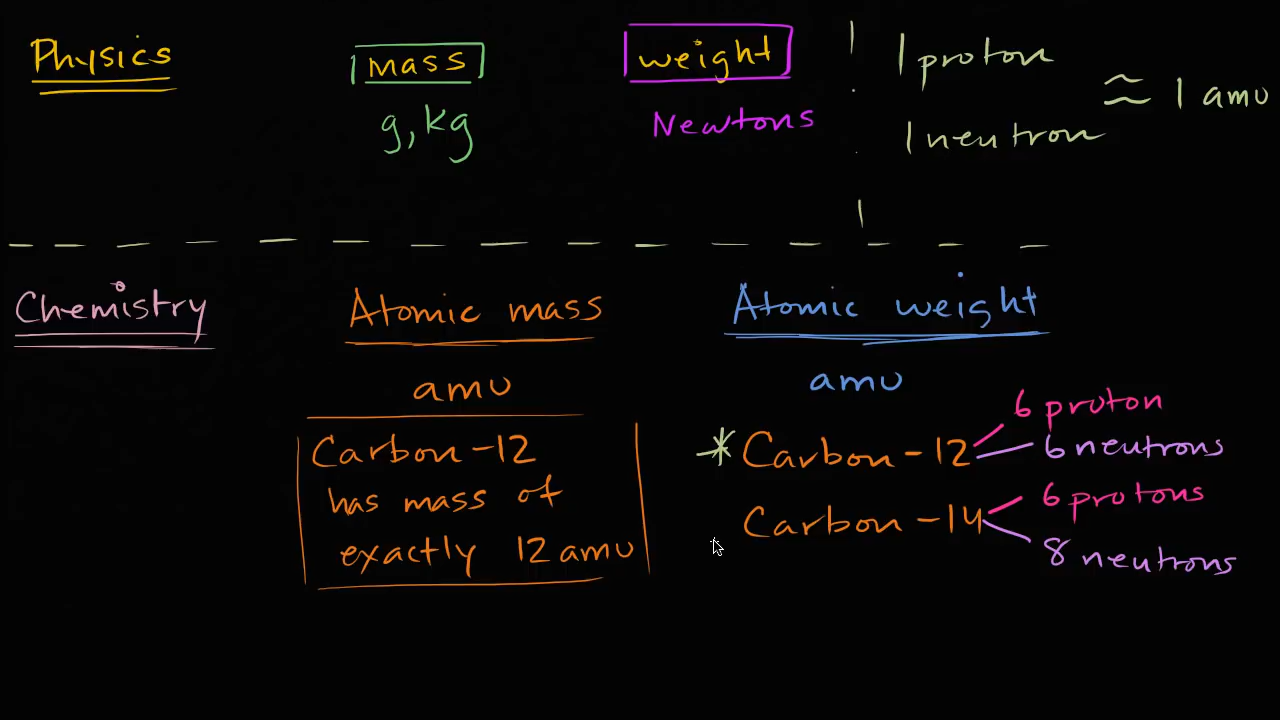 Physics
mass
g, kg
weight
Newtons
1 proton
1 neutron
≈ 1 amu
Chemistry
Atomic mass
amu
Carbon-12
has mass of
exactly 12 amu
Atomic weight
amu
* Carbon-12
6 proton
6 neutrons
Carbon-14
6 protons
8 neutrons